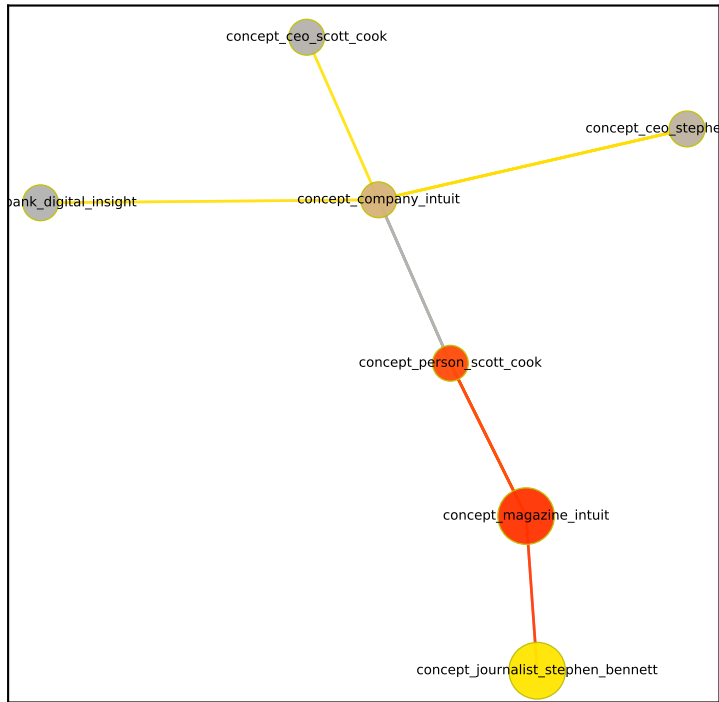 concept_ceo_scott_cook
concept_ceo_stephe
bank_digital_insight
concept_company_intuit
concept_person_scott_cook
concept_magazine_intuit
concept_journalist_stephen_bennett